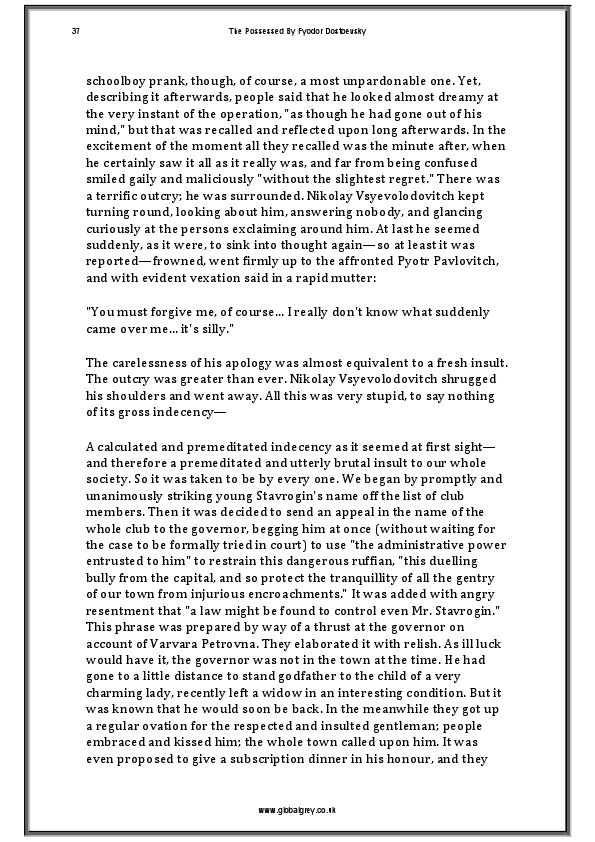 37
The Possessed By Fyodor Dostoevsky
schoolboy prank, though, of course, a most unpardonable one. Yet,
describing it afterwards, people said that he looked almost dreamy at
the very instant of the operation, "as though he had gone out of his
mind," but that was recalled and reflected upon long afterwards. In the
excitement of the moment all they recalled was the minute after, when
he certainly saw it all as it really was, and far from being confused
smiled gaily and maliciously "without the slightest regret." There was
a terrific outcry; he was surrounded. Nikolay Vsyevolodovitch kept
turning round, looking about him, answering nobody, and glancing
curiously at the persons exclaiming around him. At last he seemed
suddenly, as it were, to sink into thought again—so at least it was
reported—frowned, went firmly up to the affronted Pyotr Pavlovitch,
and with evident vexation said in a rapid mutter:
"You must forgive me, of course... I really don't know what suddenly
came over me... it's silly."
The carelessness of his apology was almost equivalent to a fresh insult.
The outcry was greater than ever. Nikolay Vsyevolodovitch shrugged
his shoulders and went away. All this was very stupid, to say nothing
of its gross indecency—
A calculated and premeditated indecency as it seemed at first sight—
and therefore a premeditated and utterly brutal insult to our whole
society. So it was taken to be by every one. We began by promptly and
unanimously striking young Stavrogin's name off the list of club
members. Then it was decided to send an appeal in the name of the
whole club to the governor, begging him at once (without waiting for
the case to be formally tried in court) to use "the administrative power
entrusted to him" to restrain this dangerous ruffian, "this duelling
bully from the capital, and so protect the tranquillity of all the gentry
of our town from injurious encroachments." It was added with angry
resentment that "a law might be found to control even Mr. Stavrogin."
This phrase was prepared by way of a thrust at the governor on
account of Varvara Petrovna. They elaborated it with relish. As ill luck
would have it, the governor was not in the town at the time. He had
gone to a little distance to stand godfather to the child of a very
charming lady, recently left a widow in an interesting condition. But it
was known that he would soon be back. In the meanwhile they got up
a regular ovation for the respected and insulted gentleman; people
embraced and kissed him; the whole town called upon him. It was
even proposed to give a subscription dinner in his honour, and they
www.globalgrey.co.uk